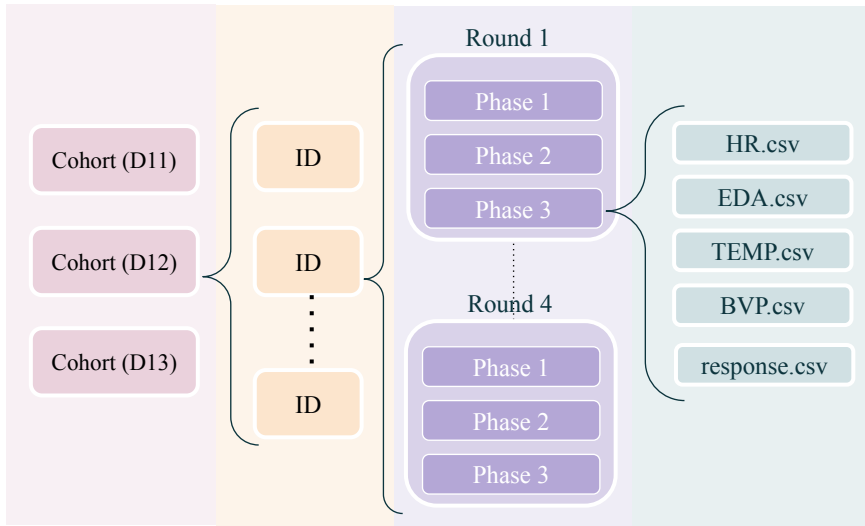 Cohort (D11)
Cohort (D12)
Cohort (D13)
ID
ID
ID
Round 1
Phase 1
Phase 2
Phase 3
Round 4
Phase 1
Phase 2
Phase 3
HR.csv
EDA.csv
TEMP.csv
BVP.csv
response.csv